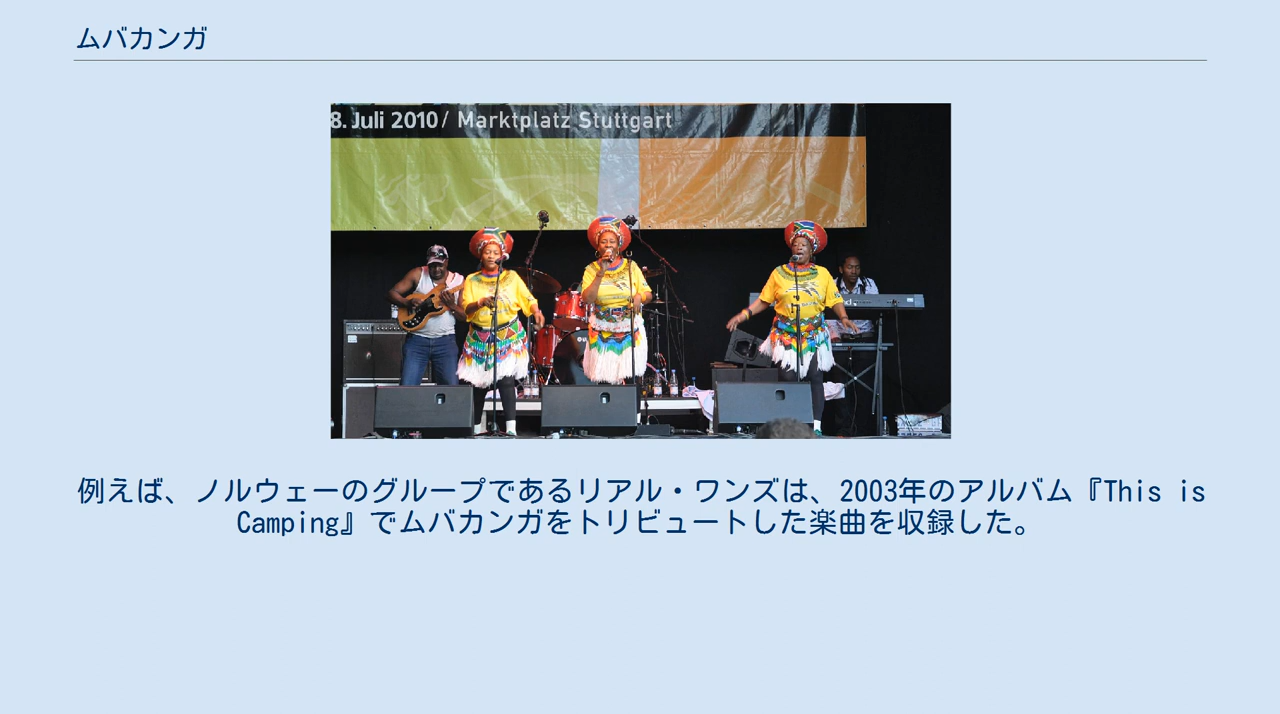 ムバカンガ
8. Juli 2010/ Marktplatz Stuttgart
例えば、ノルウェーのグループであるリアル・ワンズは、2003年のアルバム『This is
Camping』でムバカンガをトリビュートした楽曲を収録した。